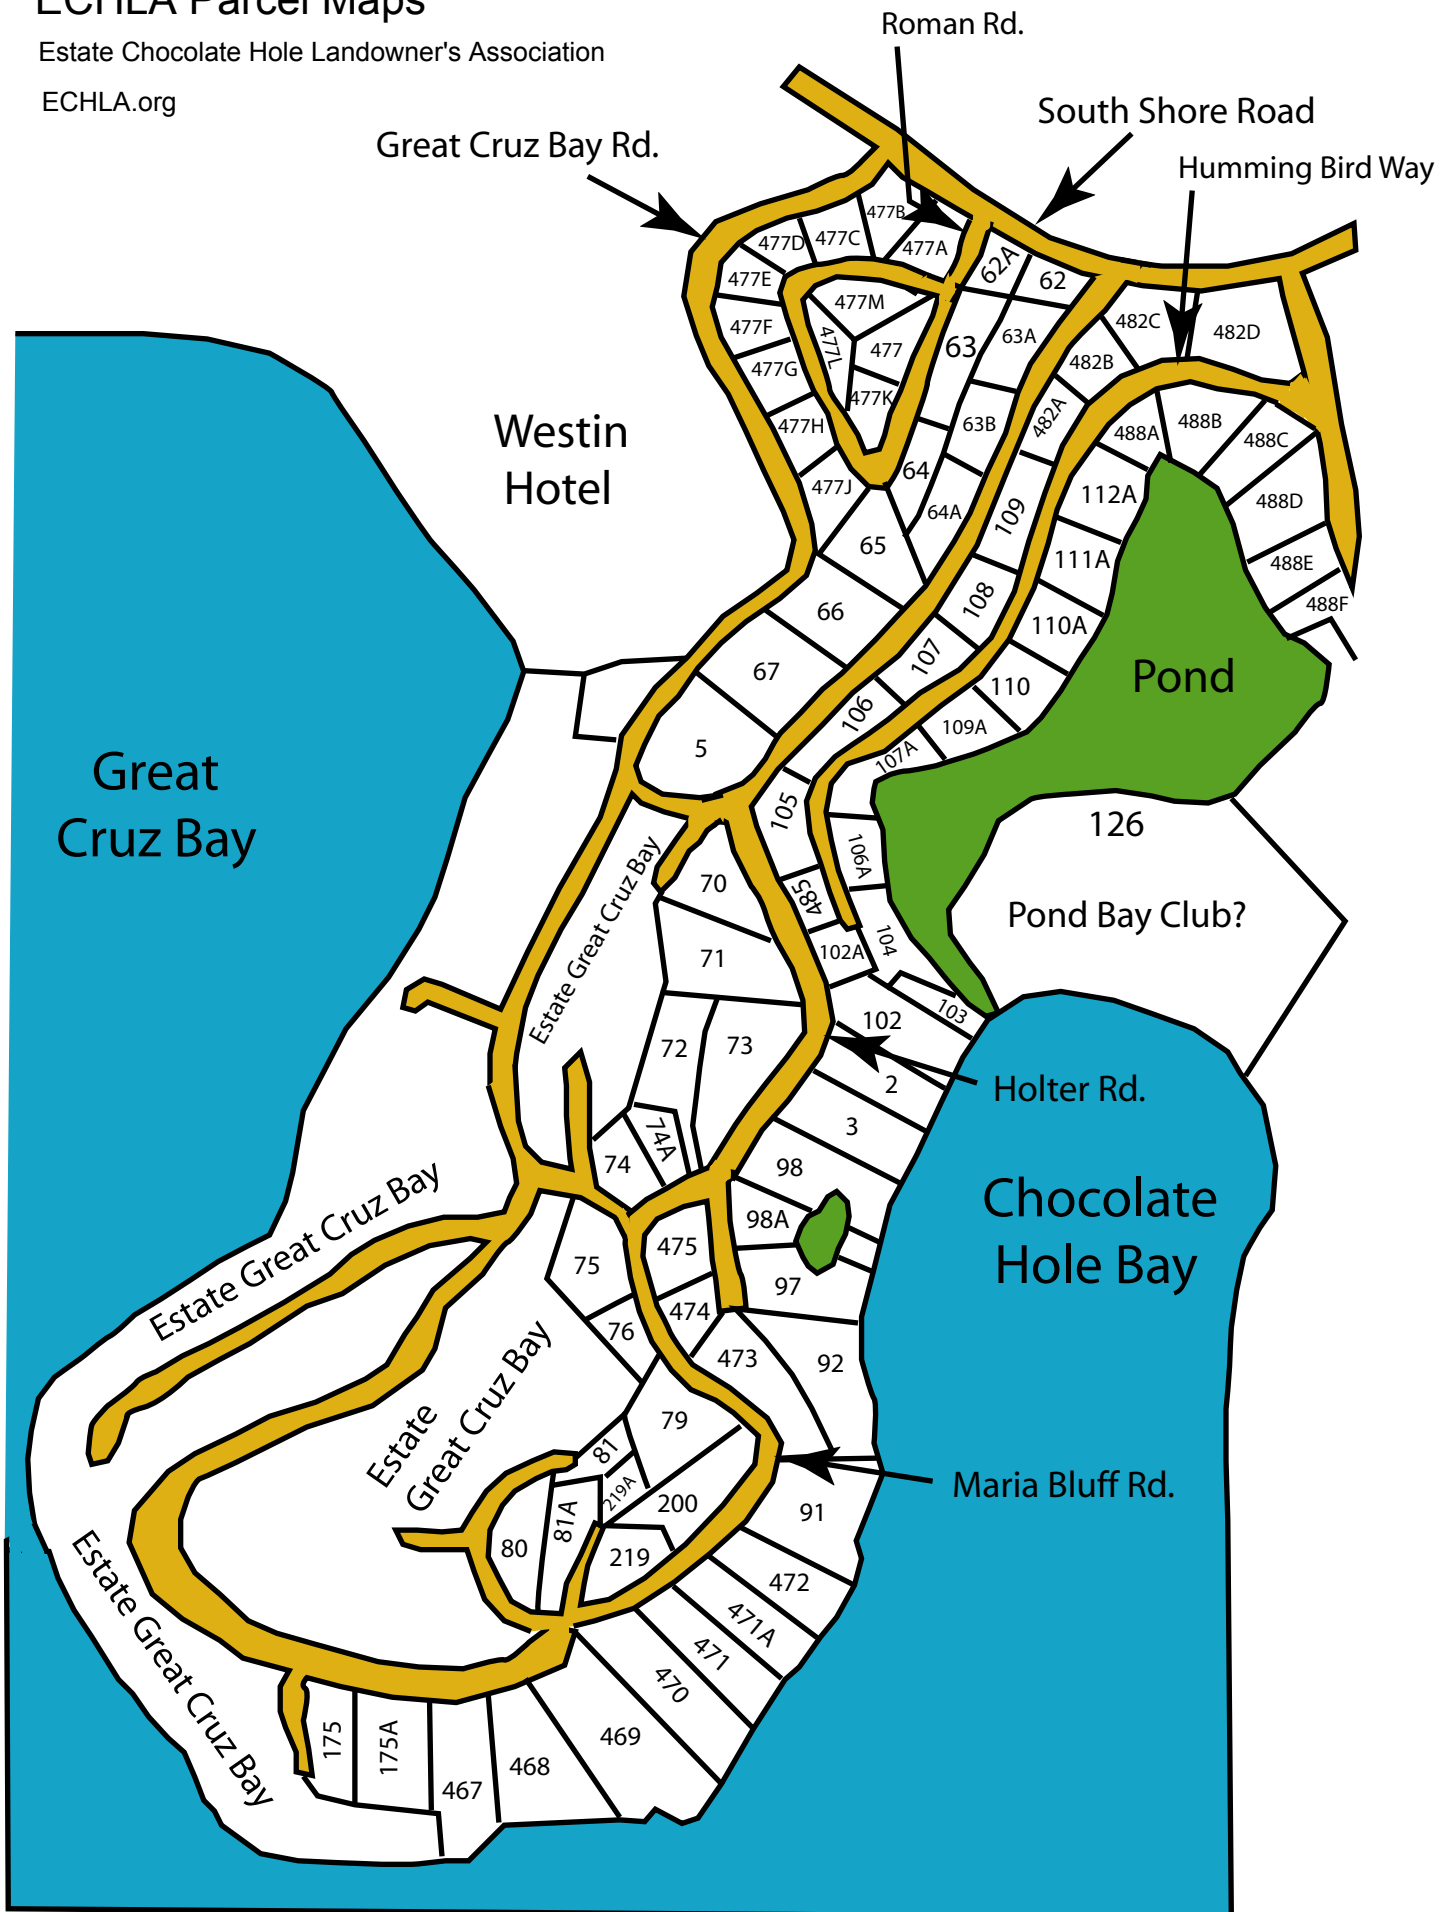 ECHLA Parcel Maps
Estate Chocolate Hole Landowner's Association
ECHLA.org
Roman Rd.
South Shore Road
Great Cruz Bay Rd.
Humming Bird Way
477B
477D
477C
477A
62A
62
477E
477M
482C
482D
477F
477L
477
63
63A
482B
477G
477K
482A
477H
63B
488A
488B
488C
Westin
Hotel
477J
64
64A
109
112A
488D
65
111A
488E
108
488F
66
110A
67
107
Pond
110
106
109A
5
107A
Great
Cruz Bay
105
126
106A
Estate Great Cruz Bay
70
485
Pond Bay Club?
71
102A
104
103
102
72
73
2
Holter Rd.
3
74A
74
98
Estate Great Cruz Bay
98A
Chocolate
Hole Bay
475
75
97
474
76
473
92
Estate
Great Cruz Bay
79
81
219A
Maria Bluff Rd.
200
91
81A
80
219
472
471A
471
470
Estate Great Cruz Bay
175
175A
469
468
467